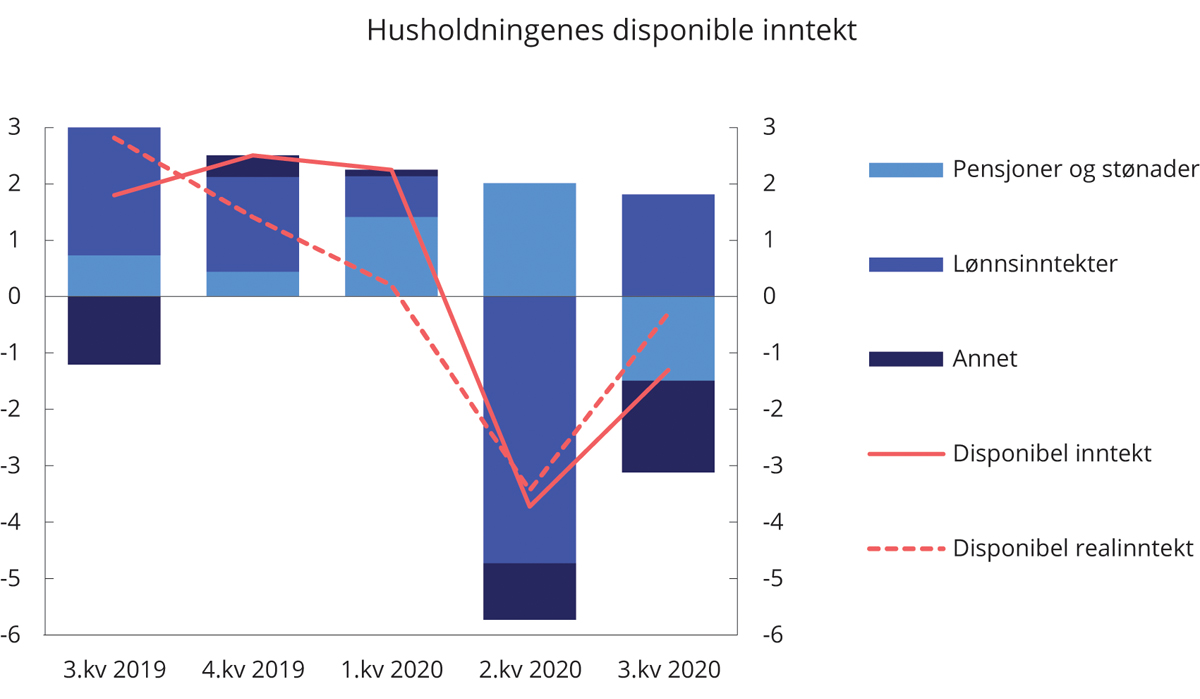 Husholdningenes disponible inntekt
3 3
2 2
1 1
0 0
-1 -1
-2 -2
-3 -3
-4 -4
-5 -5
-6 -6
3.kv 2019 4.kv 2019 1.kv 2020 2.kv 2020 3.kv 2020
Pensjoner og stønader
Lønnsinntekter
Annet
Disponibel inntekt
Disponibel realinntekt